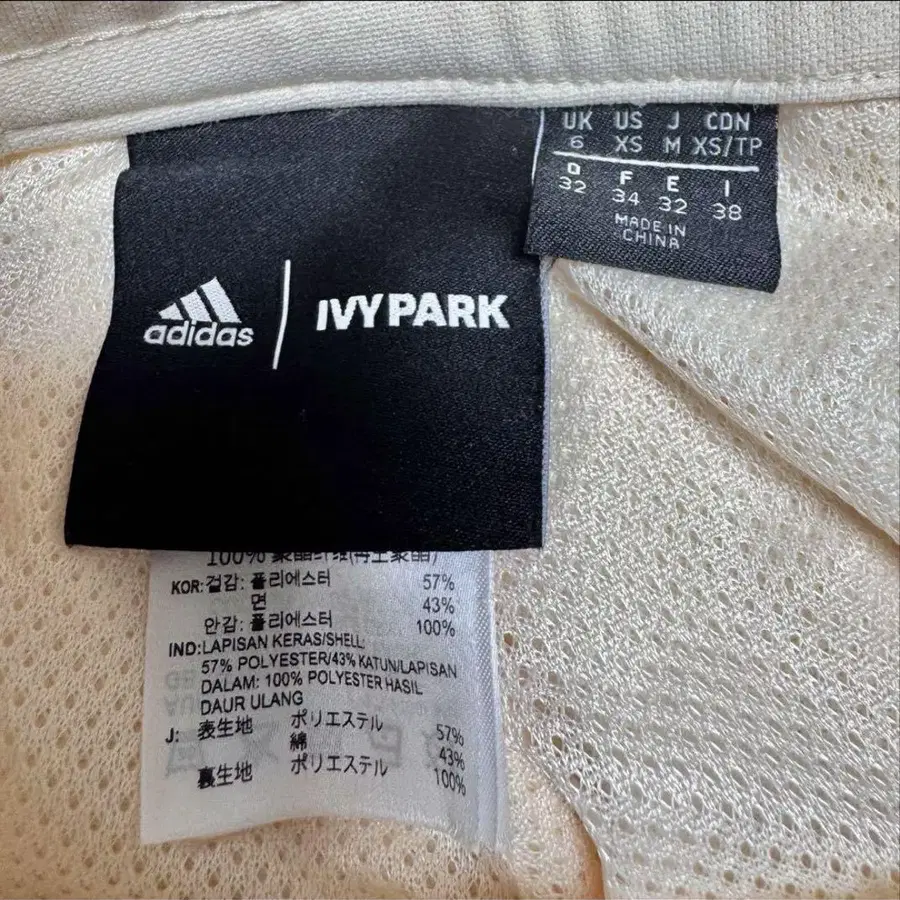 UK US J CDN
6 XS M XS/TP
D F E I
32 34 32 38
MADE IN
CHINA
adidas
IVY PARK
100%
KOR: 겉감: 폴리에스터 57%
면 43%
안감: 폴리에스터 100%
IND: LAPISAN KERAS/SHELL:
57% POLYESTER/43% KATUN/LAPISAN
DALAM: 100% POLYESTER HASIL
DAUR ULANG
J: 表生地 ポリエステル 57%
綿 43%
裏生地 ポリエステル 100%